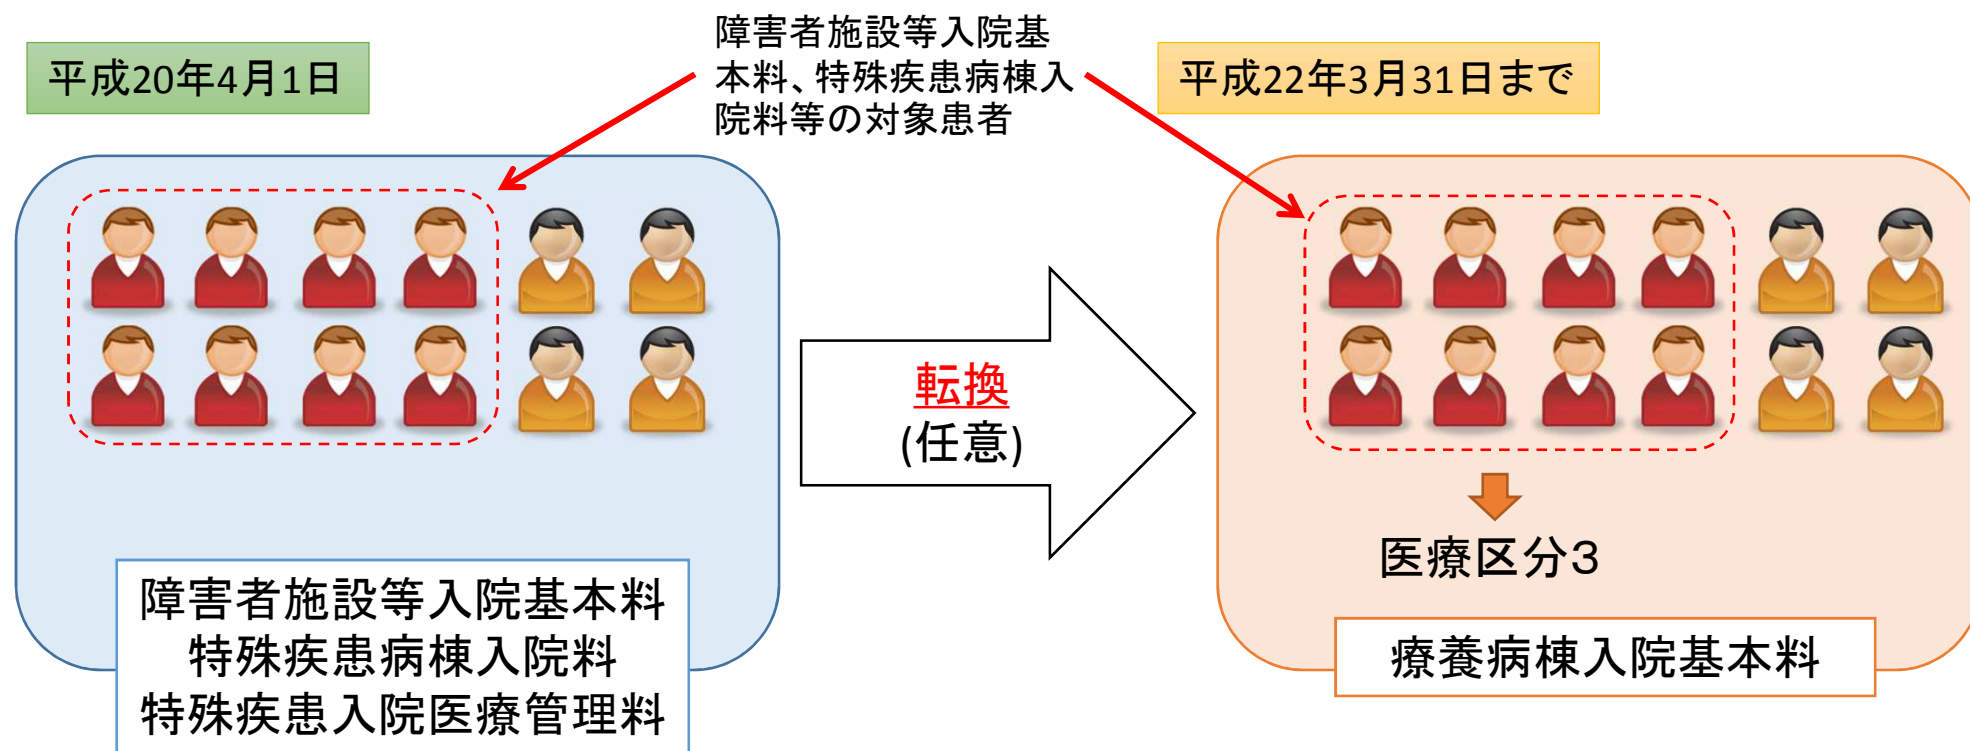 平成20年4月1日
障害者施設等入院基
本料、特殊疾患病棟入
院料等の対象患者
平成22年3月31日まで
転換
(任意)
医療区分３
障害者施設等入院基本料
特殊疾患病棟入院料
特殊疾患入院医療管理料
療養病棟入院基本料